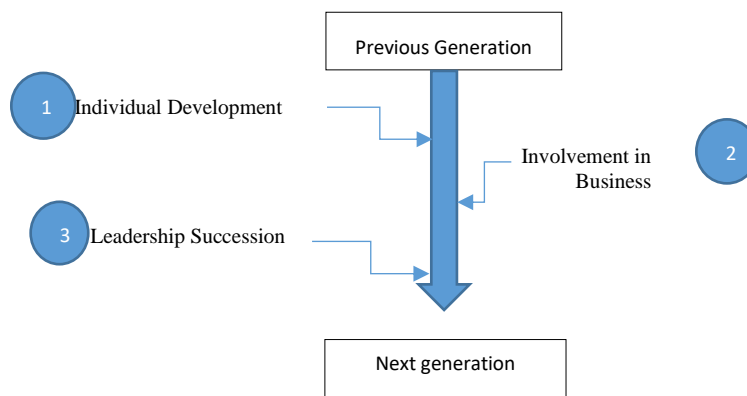 Previous Generation
1
Individual Development
Involvement in
Business
2
3
Leadership Succession
Next generation